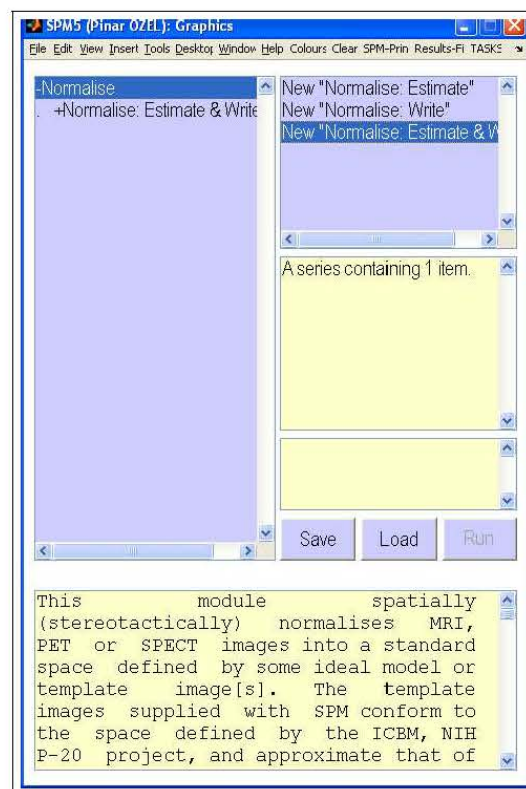 SPM5 (Pinar OZEL): Graphics
File Edit View Insert Tools Desktop Window Help Colours Clear SPM-Prin Results-Fi TASKS
-Normalise
. +Normalise: Estimate & Write
New "Normalise: Estimate"
New "Normalise: Write"
New "Normalise: Estimate & W
A series containing 1 item.
Save Load Run
This module spatially
(stereotactically) normalises MRI,
PET or SPECT images into a standard
space defined by some ideal model or
template image[s]. The template
images supplied with SPM conform to
the space defined by the ICBM, NIH
P-20 project, and approximate that of